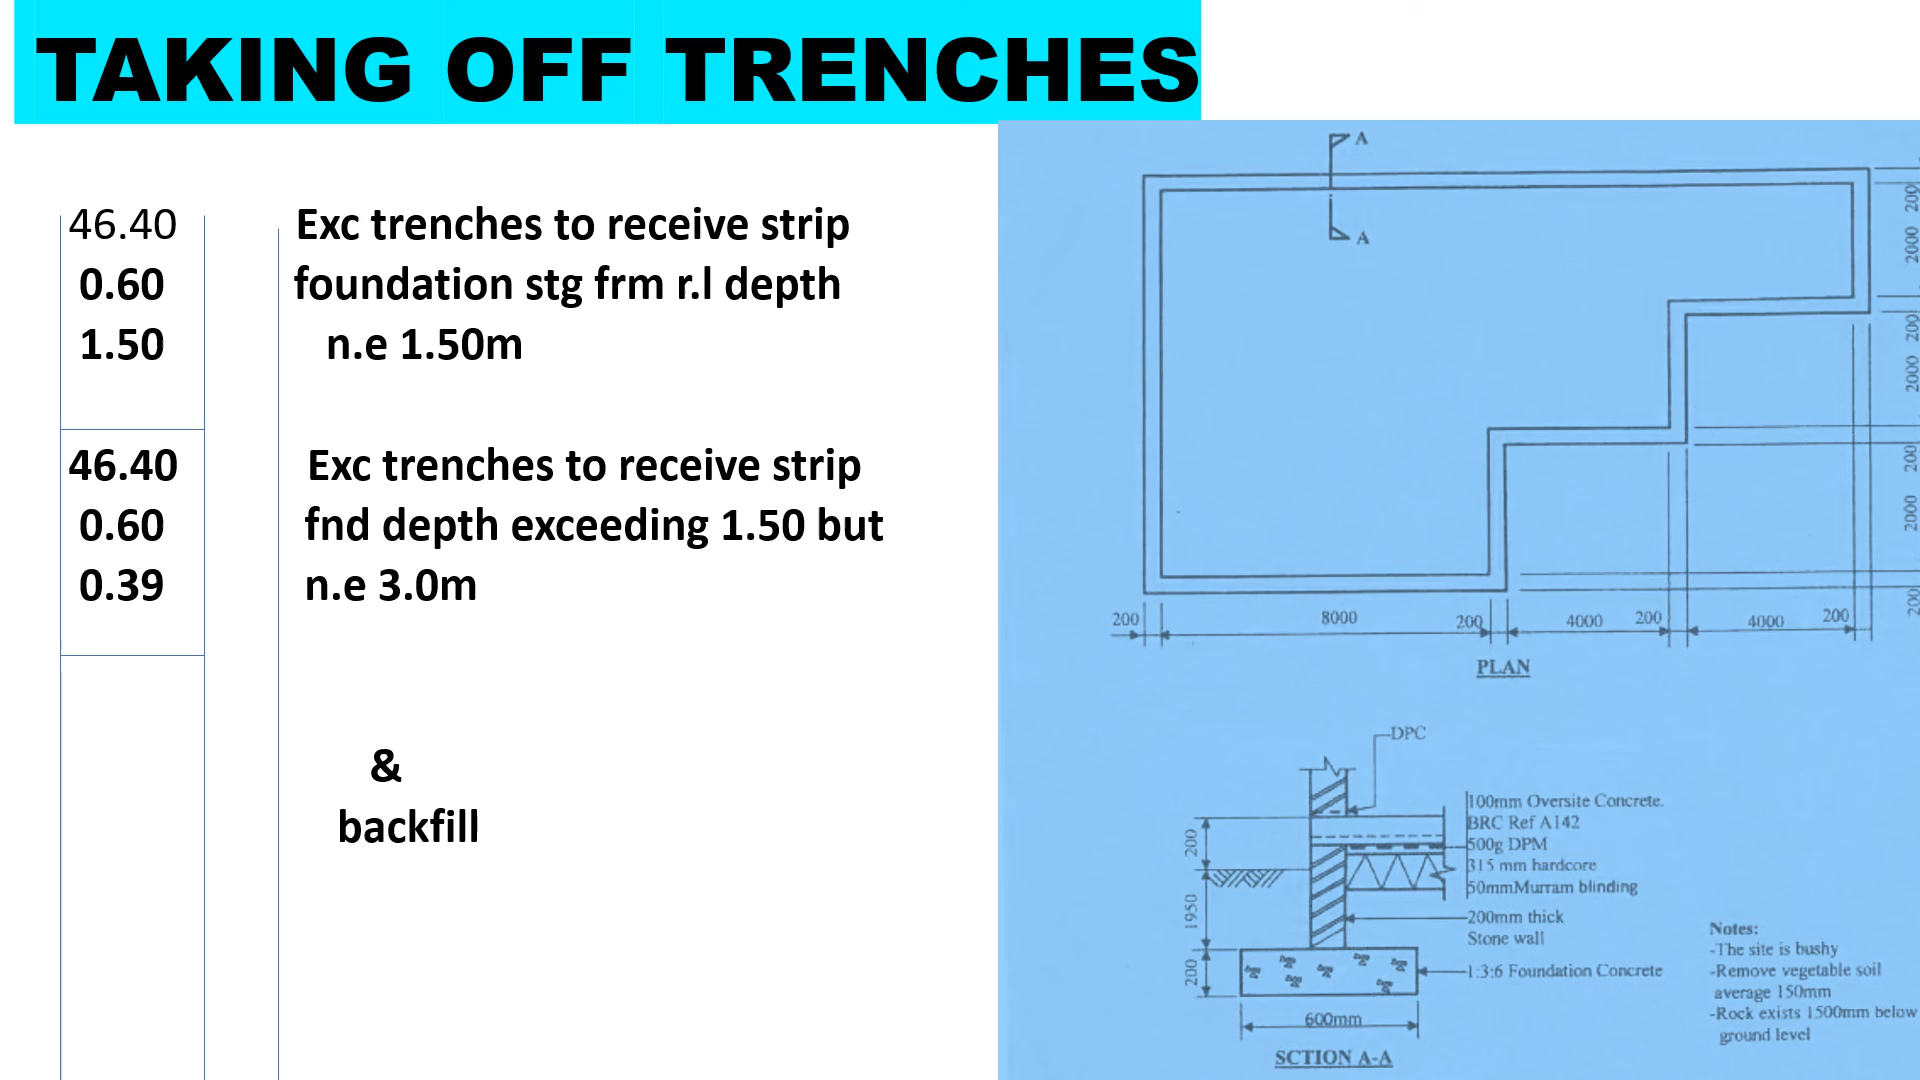 TAKING OFF TRENCHES
46.40
0.60
1.50
Exc trenches to receive strip
foundation stg frm r.l depth
n.e 1.50m
46.40
0.60
0.39
Exc trenches to receive strip
fnd depth exceeding 1.50 but
n.e 3.0m
&
backfill
A
A
200
2000
200
2000
200
2000
200
200
8000
200
4000
200
4000
200
PLAN
DPC
100mm Oversite Concrete.
BRC Ref A142
500g DPM
315 mm hardcore
50mmMurram blinding
200mm thick
Stone wall
1:3:6 Foundation Concrete
200
1950
200
600mm
SCTION A-A
Notes:
-The site is bushy
-Remove vegetable soil
average 150mm
-Rock exists 1500mm below
ground level